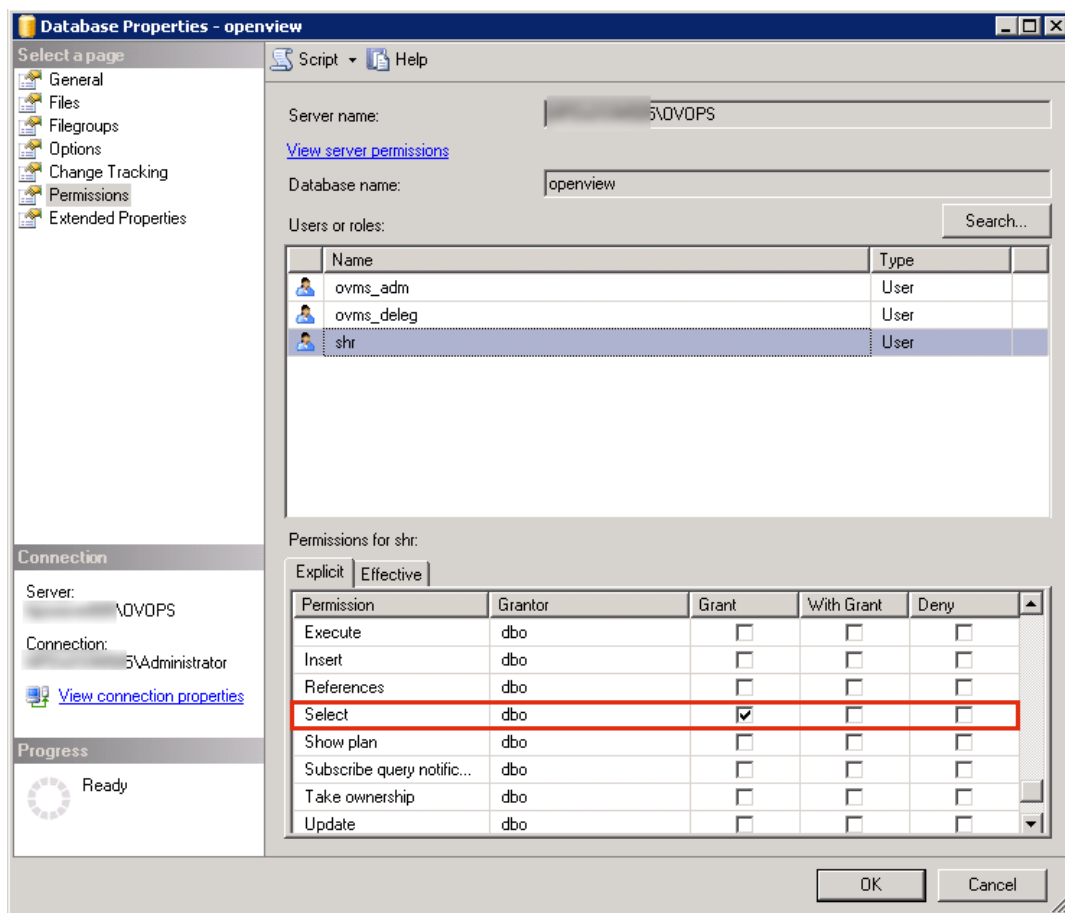 Database Properties - openview
Select a page
General
Files
Filegroups
Options
Change Tracking
Permissions
Extended Properties
Script Help
Server name: 5\OVOPS
View server permissions
Database name: openview
Users or roles: Search...
Name Type
ovms_adm User
ovms_deleg User
shr User
Permissions for shr:
Explicit Effective
Permission Grantor Grant With Grant Deny
Execute dbo
Insert dbo
References dbo
Select dbo
Show plan dbo
Subscribe query notific... dbo
Take ownership dbo
Update dbo
Connection
Server:
\OVOPS
Connection:
5\Administrator
View connection properties
Progress
Ready
OK Cancel